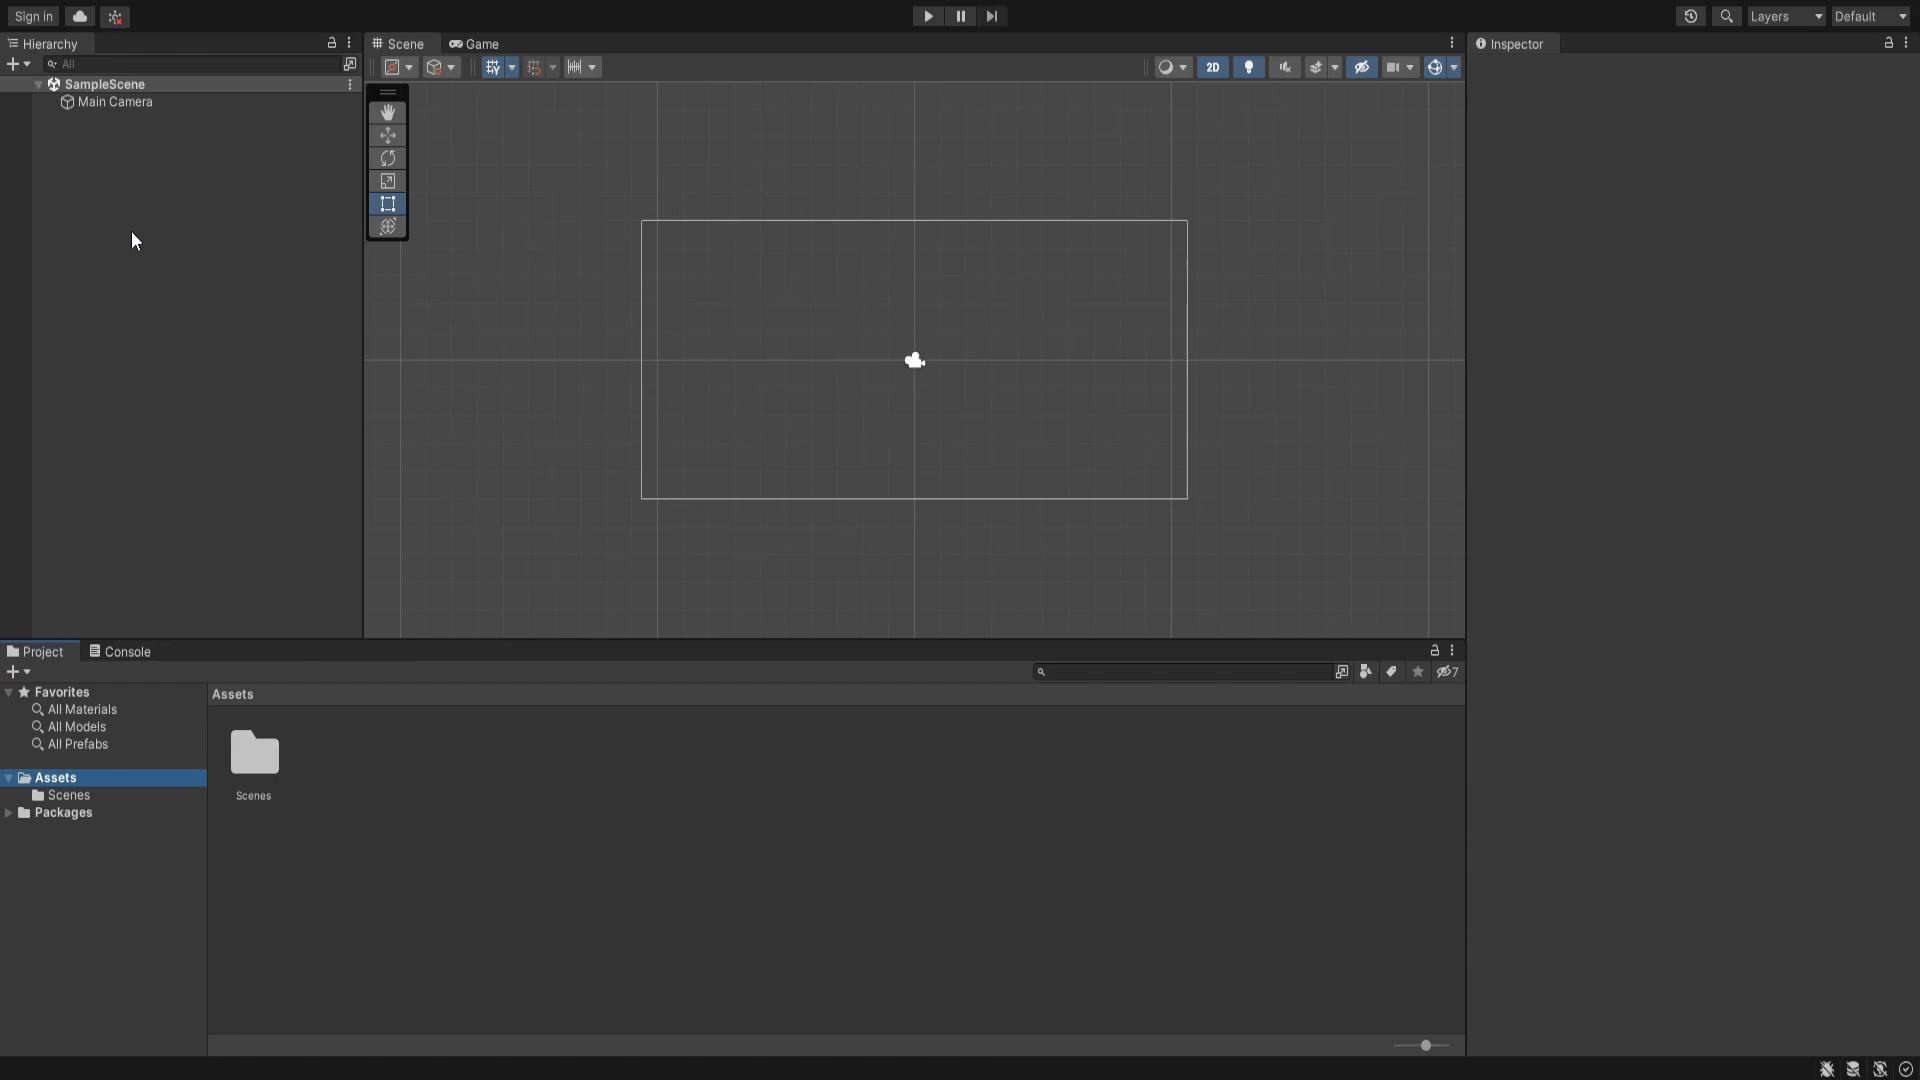 Sign in
Layers
Default
Hierarchy
Scene
Game
Inspector
All
2D
SampleScene
Main Camera
Project
Console
7
Favorites
All Materials
All Models
All Prefabs
Assets
Scenes
Packages
Assets
Scenes